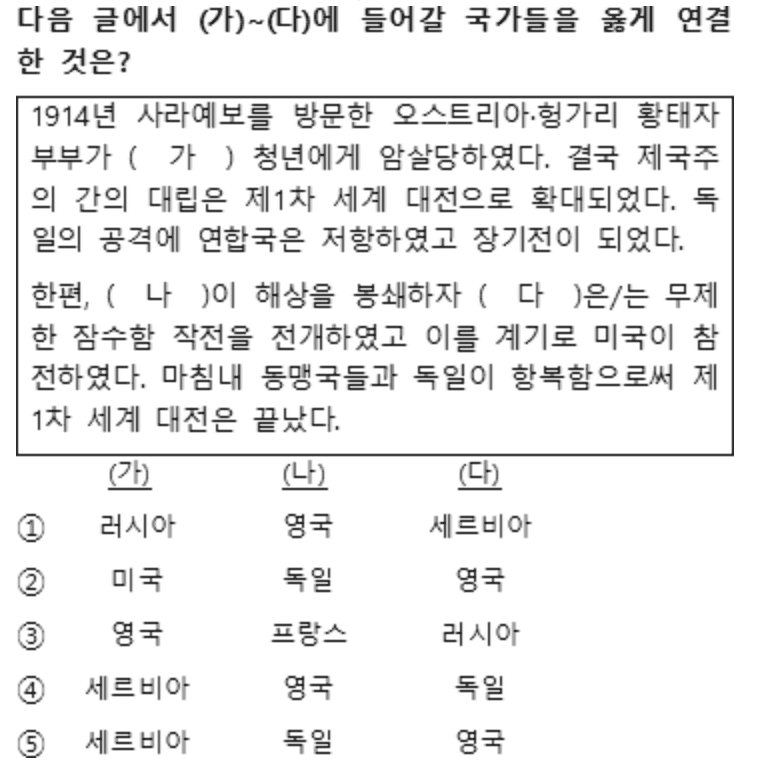 다음 글에서 (가)~(다)에 들어갈 국가들을 옳게 연결
한 것은?
1914년 사라예보를 방문한 오스트리아·헝가리 황태자
부부가 ( 가 ) 청년에게 암살당하였다. 결국 제국주
의 간의 대립은 제1차 세계 대전으로 확대되었다. 독
일의 공격에 연합국은 저항하였고 장기전이 되었다.
한편, ( 나 )이 해상을 봉쇄하자 ( 다 )은/는 무제
한 잠수함 작전을 전개하였고 이를 계기로 미국이 참
전하였다. 마침내 동맹국들과 독일이 항복함으로써 제
1차 세계 대전은 끝났다.
(가) (나) (다)
① 러시아 영국 세르비아
② 미국 독일 영국
③ 영국 프랑스 러시아
④ 세르비아 영국 독일
⑤ 세르비아 독일 영국